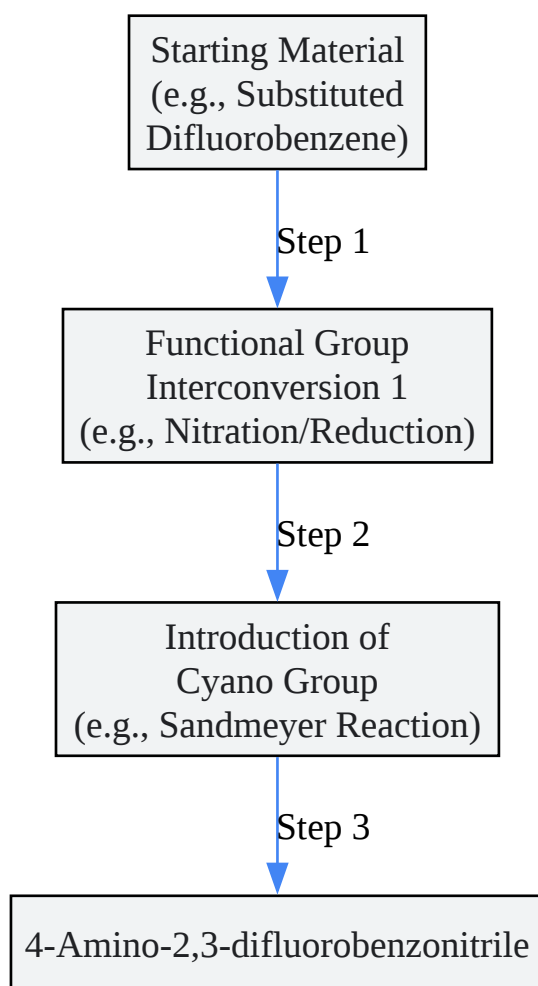 Starting Material
(e.g., Substituted
Difluorobenzene)
Step 1
Functional Group
Interconversion 1
(e.g., Nitration/Reduction)
Step 2
Introduction of
Cyano Group
(e.g., Sandmeyer Reaction)
Step 3
4-Amino-2,3-difluorobenzonitrile